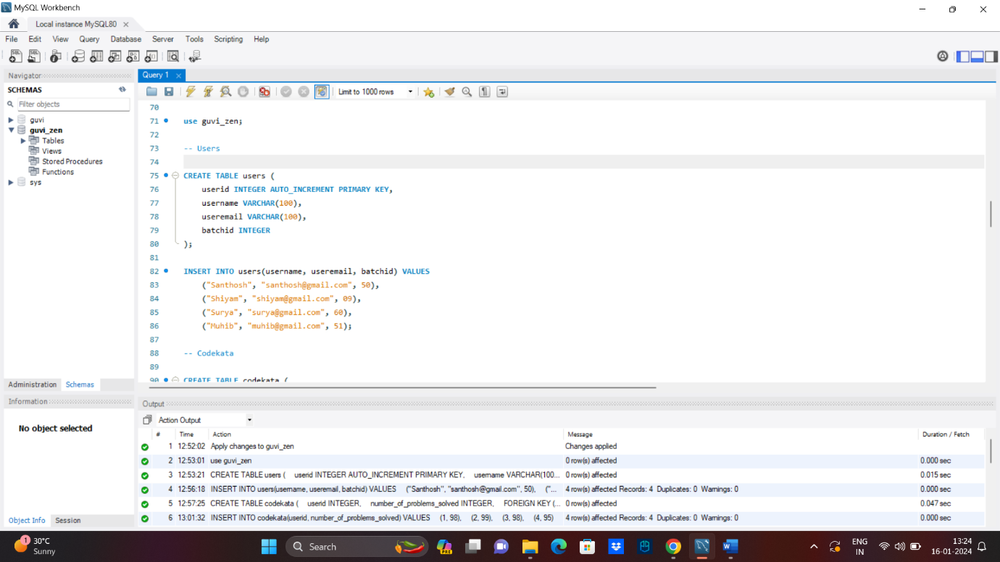 MySQL Workbench
Local instance MySQL80
File Edit View Query Database Server Tools Scripting Help
Navigator
SCHEMAS
Filter objects
guvi
guvi_zen
Tables
Views
Stored Procedures
Functions
sys
Administration Schemas
Information
No object selected
Object Info Session
Query 1
Limit to 1000 rows
70
71 use guvi_zen;
72
73 -- Users
74
75 CREATE TABLE users (
76 userid INTEGER AUTO_INCREMENT PRIMARY KEY,
77 username VARCHAR(100),
78 useremail VARCHAR(100),
79 batchid INTEGER
80 );
81
82 INSERT INTO users(username, useremail, batchid) VALUES
83 ("Santhosh", "santhosh@gmail.com", 50),
84 ("Shiyam", "shiyam@gmail.com", 09),
85 ("Surya", "surya@gmail.com", 60),
86 ("Muhib", "muhib@gmail.com", 51);
87
88 -- Codekata
89
90 CREATE TABLE codekata (
Output
Action Output
# Time Action Message Duration / Fetch
1 12:52:02 Apply changes to guvi_zen Changes applied
2 12:53:01 use guvi_zen 0 row(s) affected 0.000 sec
3 12:53:21 CREATE TABLE users ( userid INTEGER AUTO_INCREMENT PRIMARY KEY, username VARCHAR(100... 0 row(s) affected 0.015 sec
4 12:56:18 INSERT INTO users(username, useremail, batchid) VALUES ("Santhosh", "santhosh@gmail.com", 50), ("... 4 row(s) affected Records: 4 Duplicates: 0 Warnings: 0 0.000 sec
5 12:57:25 CREATE TABLE codekata ( userid INTEGER, number_of_problems_solved INTEGER, FOREIGN KEY (... 0 row(s) affected 0.047 sec
6 13:01:32 INSERT INTO codekata(userid, number_of_problems_solved) VALUES (1, 98), (2, 99), (3, 98), (4, 95) 4 row(s) affected Records: 4 Duplicates: 0 Warnings: 0 0.000 sec
1
30°C
Sunny
Search
PRE
ENG
IN
13:24
16-01-2024